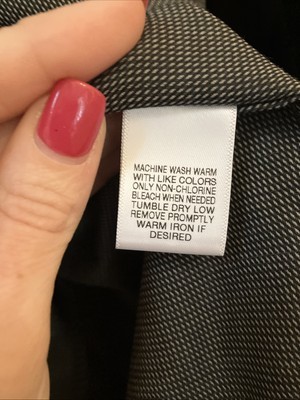 MACHINE WASH WARM
WITH LIKE COLORS
ONLY NON-CHLORINE
BLEACH WHEN NEEDED
TUMBLE DRY LOW
REMOVE PROMPTLY
WARM IRON IF
DESIRED